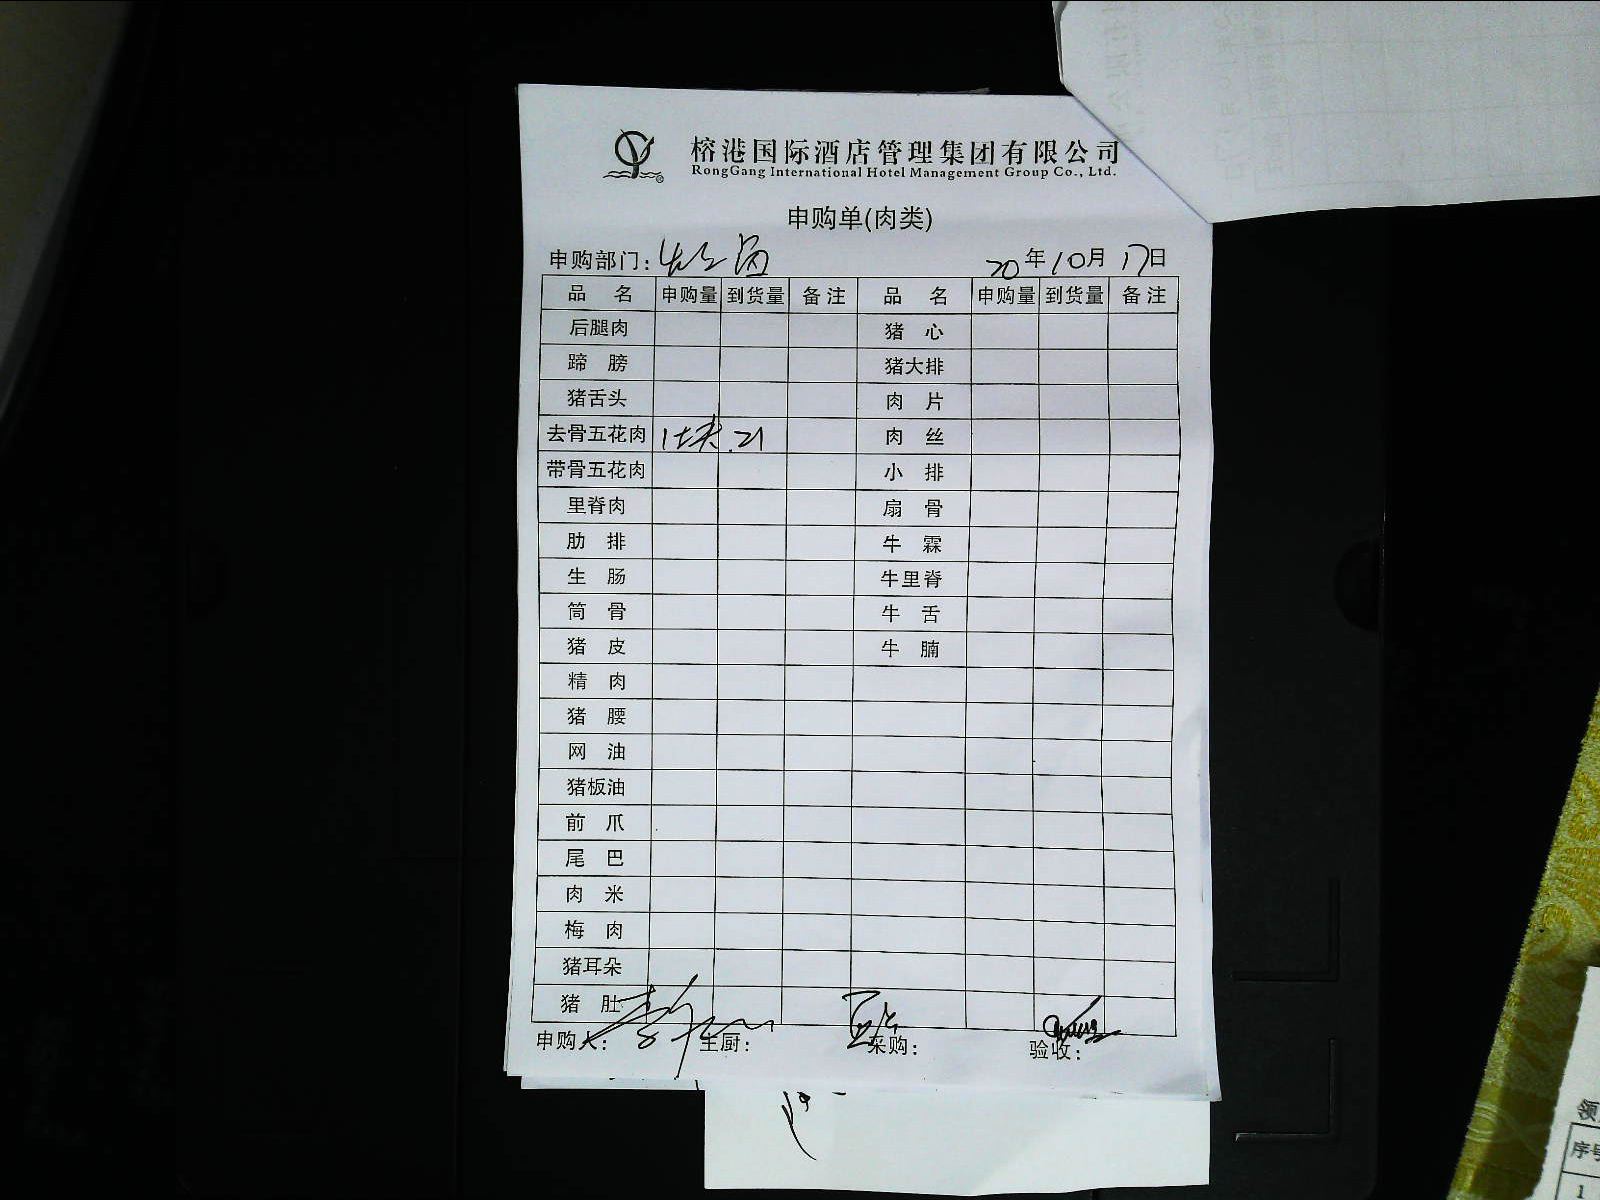 榕港国际酒店管理集团有限公司
RongGang International Hotel Management Group Co., Ltd.
申购单(肉类)
申购部门: 20年10月17日
品 名 申购量 到货量 备注 品 名 申购量 到货量 备注
后腿肉 猪 心
蹄 膀 猪大排
猪舌头 肉 片
去骨五花肉 1块 21 肉 丝
带骨五花肉 小 排
里脊肉 扇 骨
肋 排 牛 霖
生 肠 牛里脊
筒 骨 牛 舌
猪 皮 牛 腩
精 肉
猪 腰
网 油
猪板油
前 爪
尾 巴
肉 米
梅 肉
猪耳朵
猪 肚
申购人: 主厨: 采购: 验收:
序号
1